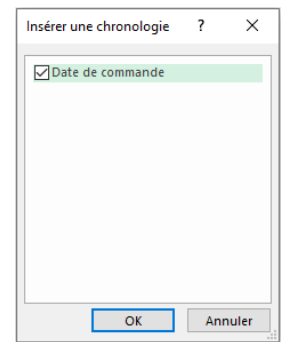 Insérer une chronologie ? ×
Date de commande
OK Annuler